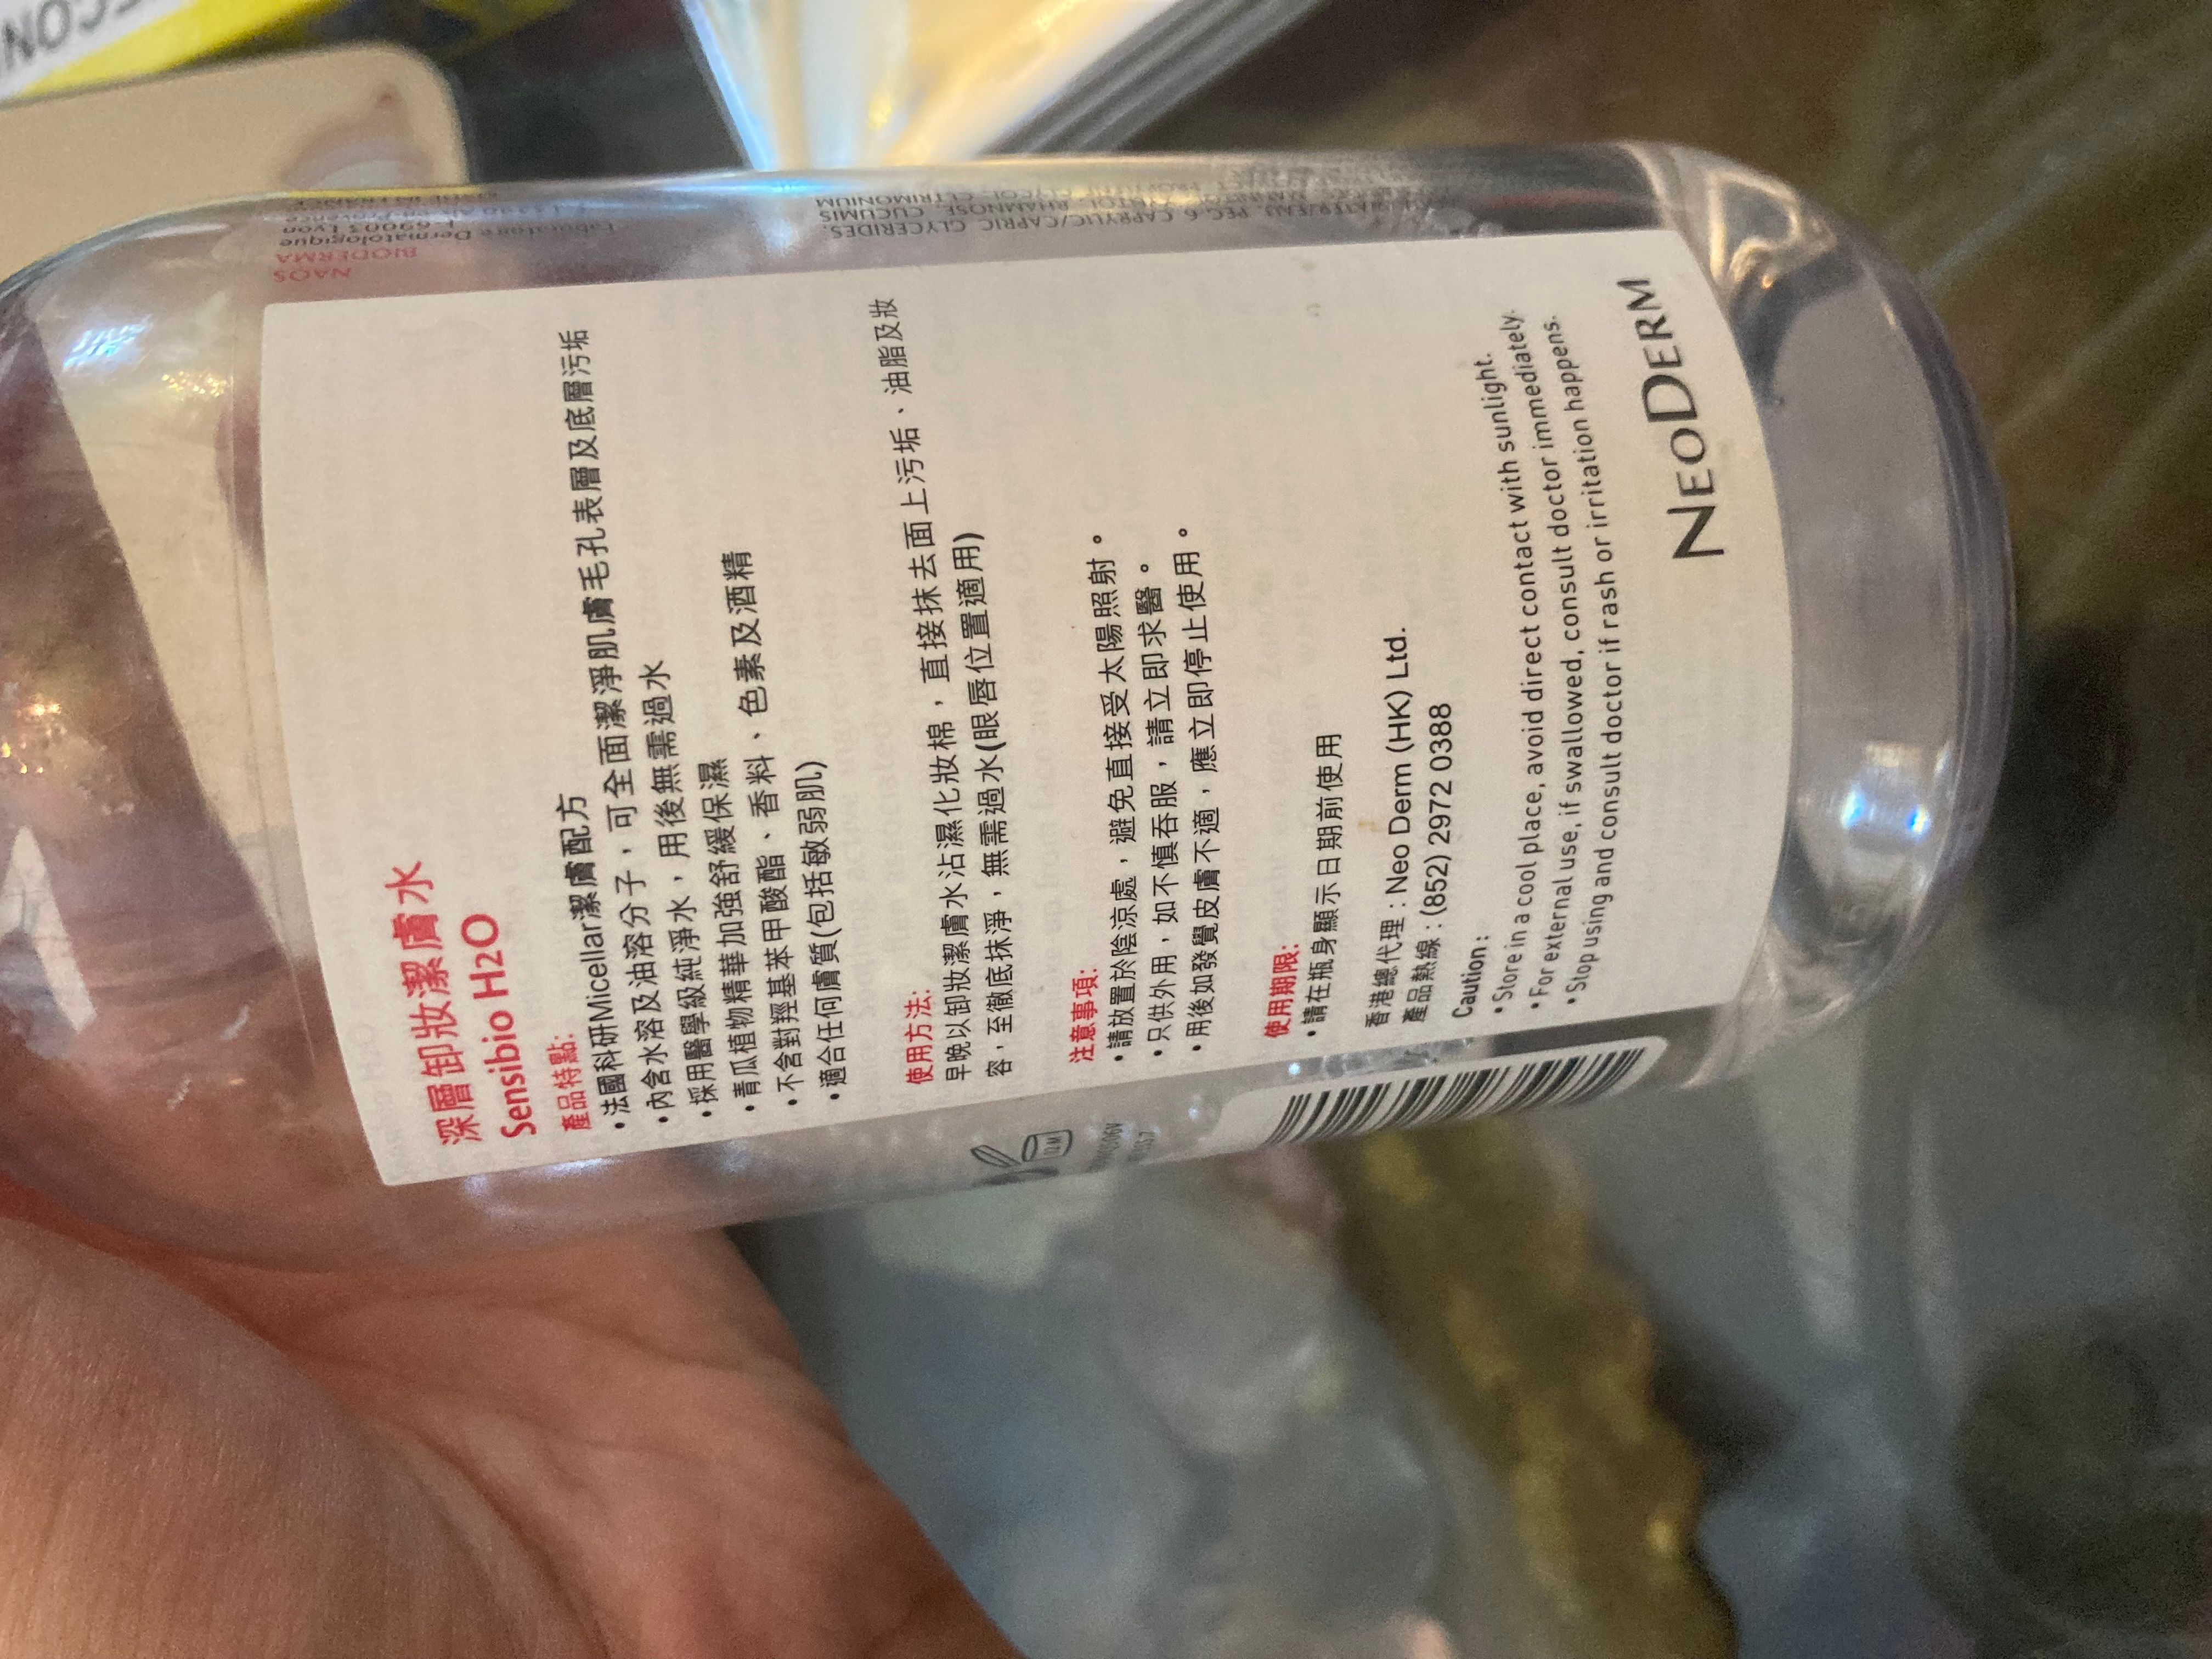 深層卸妝潔膚水
Sensibio H2O
產品特點:
• 法國科研Micellar潔膚配方
• 內含水溶及油溶分子，可全面潔淨肌膚毛孔表層及底層污垢
• 採用醫學級純淨水，用後無需過水
• 青瓜植物精華加強舒緩保濕
• 不含對羥基苯甲酸酯、香料、色素及酒精
• 適合任何膚質(包括敏弱肌)
使用方法:
早晚以卸妝潔膚水沾濕化妝棉，直接抹去面上污垢、油脂及妝
容，至徹底抹淨，無需過水(眼唇位置適用)
注意事項:
• 請放置於陰涼處，避免直接受太陽照射。
• 只供外用，如不慎吞服，請立即求醫。
• 用後如發覺皮膚不適，應立即停止使用。
使用期限:
• 請在瓶身顯示日期前使用
香港總代理：Neo Derm (HK) Ltd.
產品熱線：(852) 2972 0388
Caution :
• Store in a cool place, avoid direct contact with sunlight.
• For external use, if swallowed, consult doctor immediately.
• Stop using and consult doctor if rash or irritation happens.
NEODERM
NAOS
BIODERMA
Laboratoire Dermatologique
F-69003 Lyon
PEG-6 CAPRYLIC/CAPRIC GLYCERIDES,
RHAMNOSE, CUCUMIS
CETRIMONIUM
12M